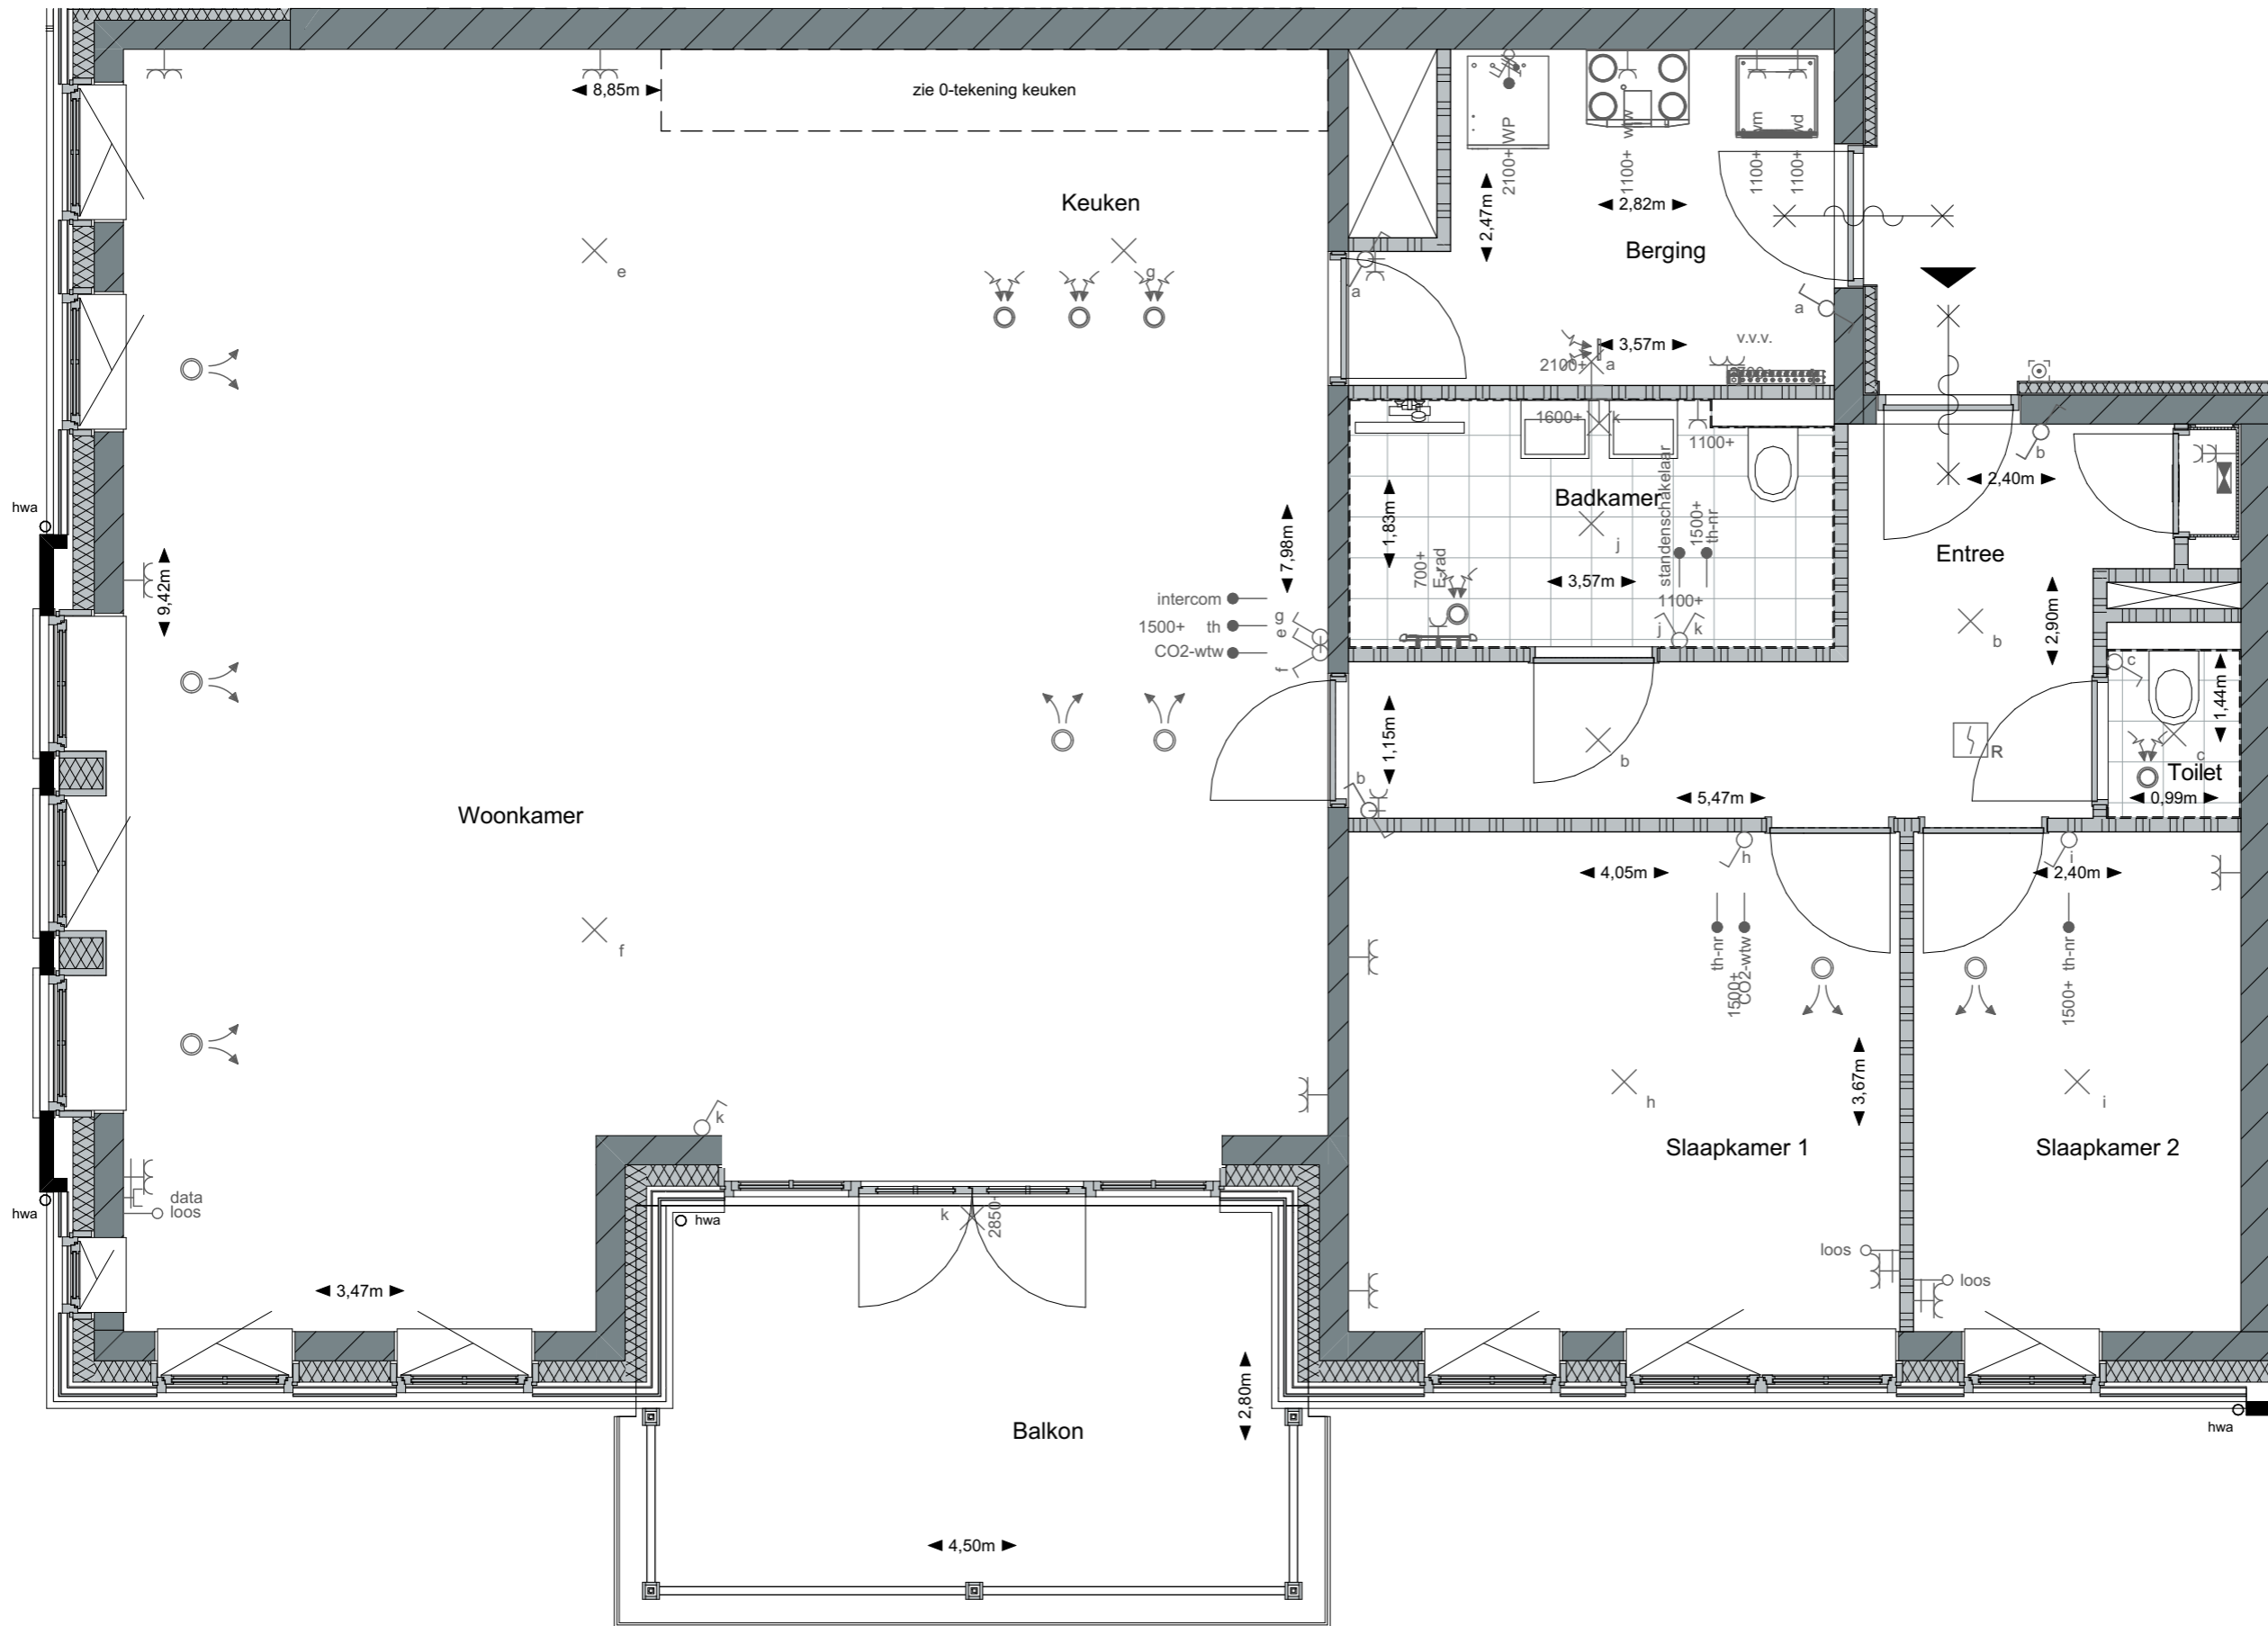 8,85m
zie 0-tekening keuken
Keuken
e
g
2100+ WP
1100+ wtw
1100+ wm
1100+ wd
2,47m
2,82m
Berging
a
a
3,57m
v.v.v.
2100+
a
1600+
k
1100+
hwa
9,42m
7,98m
intercom
1500+ th
CO2-wtw
g
e
f
Badkamer
1,83m
j
700+
E-rad
3,57m
standenschakelaar
1500+
th-nr
1100+
j
k
b
2,40m
Entree
b
2,90m
c
1,44m
c
Toilet
0,99m
R
1,15m
b
b
5,47m
Woonkamer
f
4,05m
h
2,40m
i
th-nr
1500+
CO2-wtw
1500+ th-nr
h
3,67m
i
Slaapkamer 1
Slaapkamer 2
k
data
loos
hwa
hwa
k
2850-
loos
loos
3,47m
2,80m
Balkon
hwa
4,50m